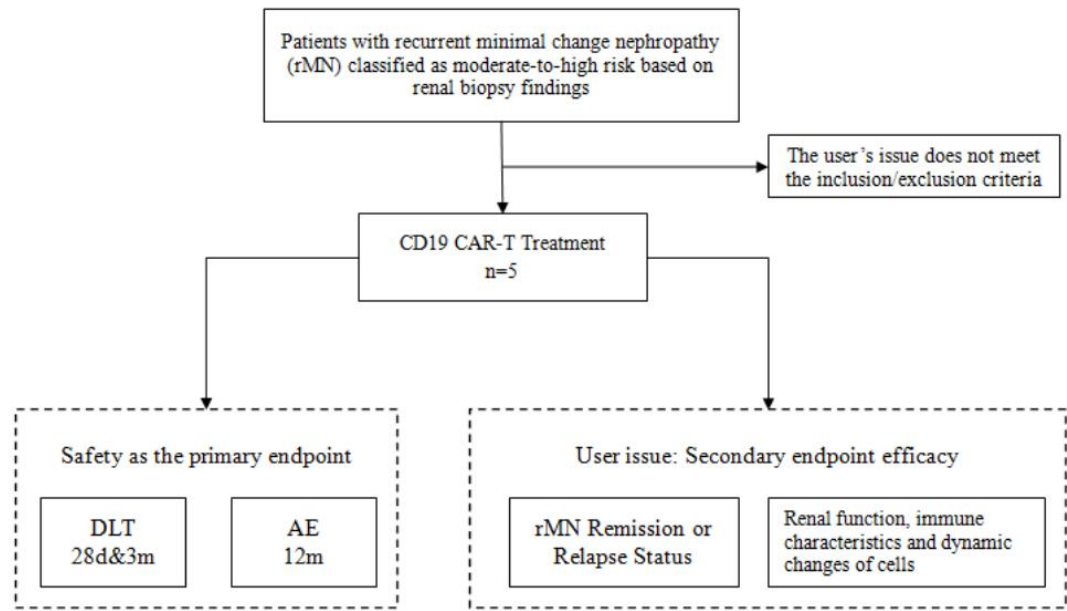 Patients with recurrent minimal change nephropathy
(rMN) classified as moderate-to-high risk based on
renal biopsy findings
The user’s issue does not meet
the inclusion/exclusion criteria
CD19 CAR-T Treatment
n=5
Safety as the primary endpoint
DLT
28d&3m
AE
12m
User issue: Secondary endpoint efficacy
rMN Remission or
Relapse Status
Renal function, immune
characteristics and dynamic
changes of cells